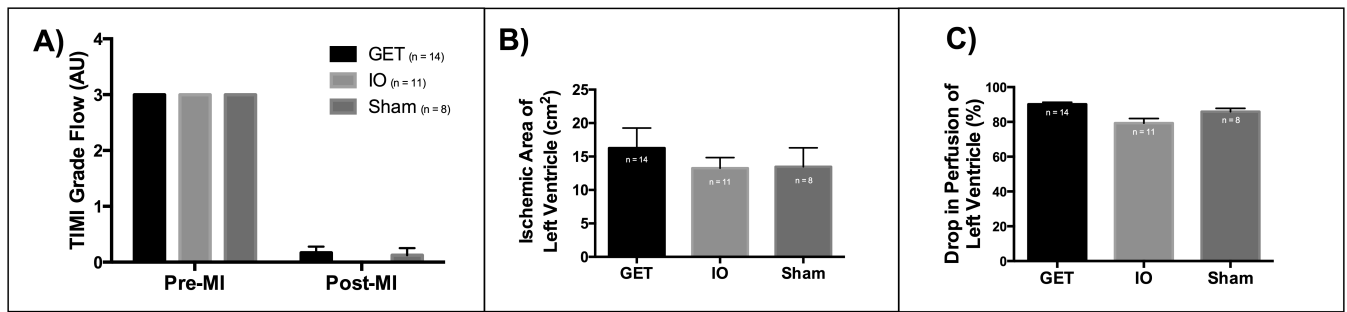 A)
TIMI Grade Flow (AU)
4
3
2
1
0
GET (n = 14)
IO (n = 11)
Sham (n = 8)
Pre-MI
Post-MI
B)
Ischemic Area of
Left Ventricle (cm2)
25
20
15
10
5
0
n = 14
n = 11
n = 8
GET
IO
Sham
C)
Drop in Perfusion of
Left Ventricle (%)
100
80
60
40
20
0
n = 14
n = 11
n = 8
GET
IO
Sham